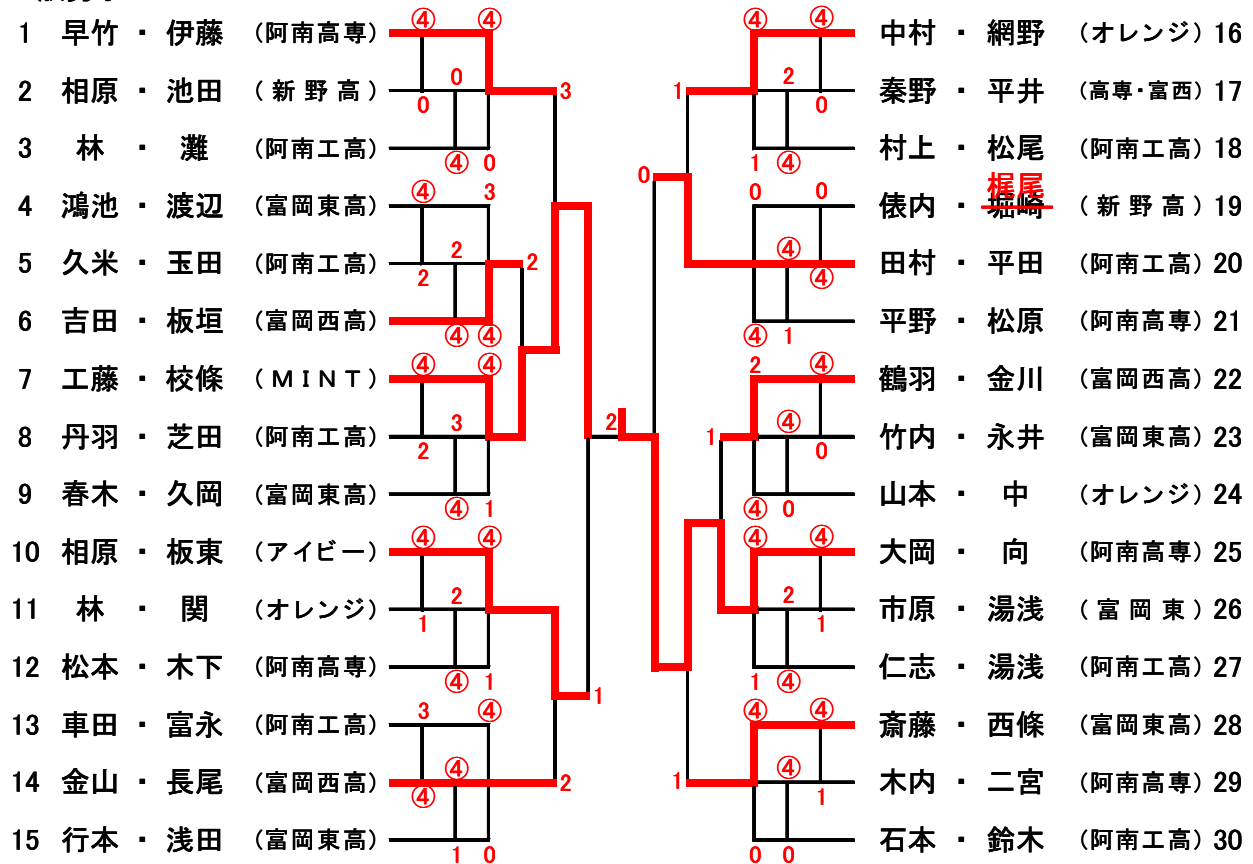 ④ ④ ④ ④
1 早竹・伊藤 (阿南高専) 中村・網野 (オレンジ) 16
0 2
2 相原・池田 (新野高) 3 1 秦野・平井 (高専・富西) 17
0 0
3 林・灘 (阿南工高) 村上・松尾 (阿南工高) 18
④ 0 1 ④
0 梶尾
④ 3 0 0
4 鴻池・渡辺 (富岡東高) 俵内・堀崎 (新野高) 19
2 ④
5 久米・玉田 (阿南工高) 2 田村・平田 (阿南工高) 20
2 ④
6 吉田・板垣 (富岡西高) 平野・松原 (阿南高専) 21
④ ④ ④ 1
④ ④ 2 ④
7 工藤・校條 (MINT) 鶴羽・金川 (富岡西高) 22
3 2 ④
8 丹羽・芝田 (阿南工高) 1 竹内・永井 (富岡東高) 23
2 0
9 春木・久岡 (富岡東高) 山本・中 (オレンジ) 24
④ 1 ④ 0
④ ④ ④ ④
10 相原・板東 (アイビー) 大岡・向 (阿南高専) 25
2 2
11 林・関 (オレンジ) 市原・湯浅 (富岡東) 26
1 1
12 松本・木下 (阿南高専) 仁志・湯浅 (阿南工高) 27
④ 1 1 ④
1
3 ④ ④ ④
13 車田・富永 (阿南工高) 斎藤・西條 (富岡東高) 28
④ ④
14 金山・長尾 (富岡西高) 2 1 木内・二宮 (阿南高専) 29
④ 1
15 行本・浅田 (富岡東高) 石本・鈴木 (阿南工高) 30
1 0 0 0